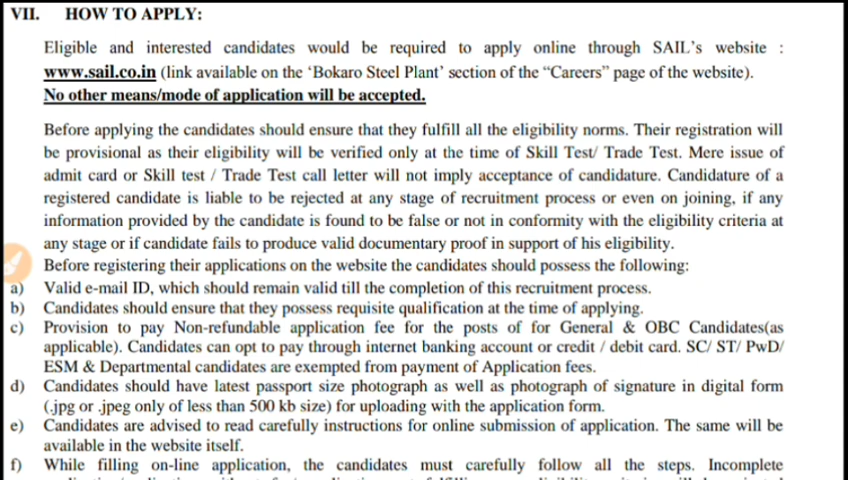 VII. HOW TO APPLY:
Eligible and interested candidates would be required to apply online through SAIL's website :
www.sail.co.in (link available on the 'Bokaro Steel Plant' section of the "Careers" page of the website).
No other means/mode of application will be accepted.
Before applying the candidates should ensure that they fulfill all the eligibility norms. Their registration will
be provisional as their eligibility will be verified only at the time of Skill Test/ Trade Test. Mere issue of
admit card or Skill test / Trade Test call letter will not imply acceptance of candidature. Candidature of a
registered candidate is liable to be rejected at any stage of recruitment process or even on joining, if any
information provided by the candidate is found to be false or not in conformity with the eligibility criteria at
any stage or if candidate fails to produce valid documentary proof in support of his eligibility.
Before registering their applications on the website the candidates should possess the following:
a) Valid e-mail ID, which should remain valid till the completion of this recruitment process.
b) Candidates should ensure that they possess requisite qualification at the time of applying.
c) Provision to pay Non-refundable application fee for the posts of for General & OBC Candidates(as
applicable). Candidates can opt to pay through internet banking account or credit / debit card. SC/ ST/ PwD/
ESM & Departmental candidates are exempted from payment of Application fees.
d) Candidates should have latest passport size photograph as well as photograph of signature in digital form
(.jpg or .jpeg only of less than 500 kb size) for uploading with the application form.
e) Candidates are advised to read carefully instructions for online submission of application. The same will be
available in the website itself.
f) While filling on-line application, the candidates must carefully follow all the steps. Incomplete